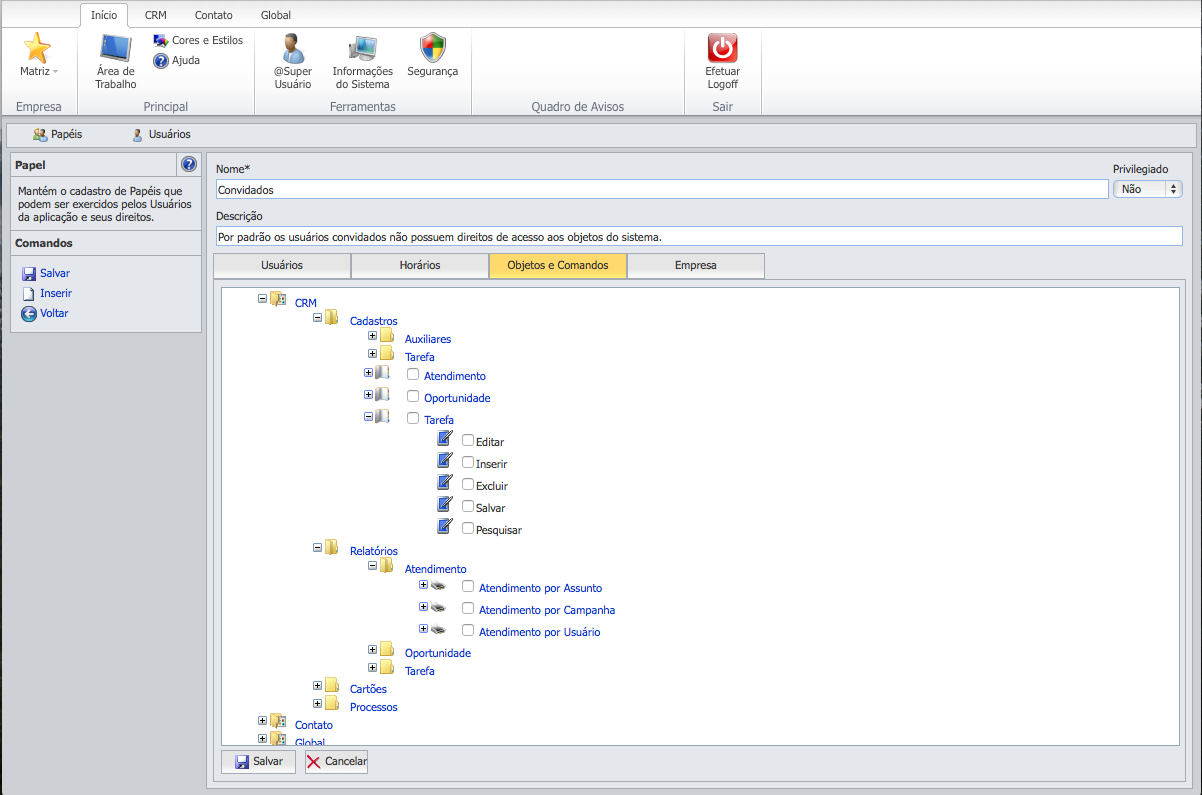 Início CRM Contato Global
Matriz
Área de
Trabalho
Cores e Estilos
Ajuda
@Super
Usuário
Informações
do Sistema
Segurança
Efetuar
Logoff
Empresa Principal Ferramentas Quadro de Avisos Sair
Papéis Usuários
Papel
Mantém o cadastro de Papéis que
podem ser exercidos pelos Usuários
da aplicação e seus direitos.
Comandos
Salvar
Inserir
Voltar
Nome* Privilegiado
Convidados Não
Descrição
Por padrão os usuários convidados não possuem direitos de acesso aos objetos do sistema.
Usuários Horários Objetos e Comandos Empresa
CRM
Cadastros
Auxiliares
Tarefa
Atendimento
Oportunidade
Tarefa
Editar
Inserir
Excluir
Salvar
Pesquisar
Relatórios
Atendimento
Atendimento por Assunto
Atendimento por Campanha
Atendimento por Usuário
Oportunidade
Tarefa
Cartões
Processos
Contato
Global
Salvar Cancelar